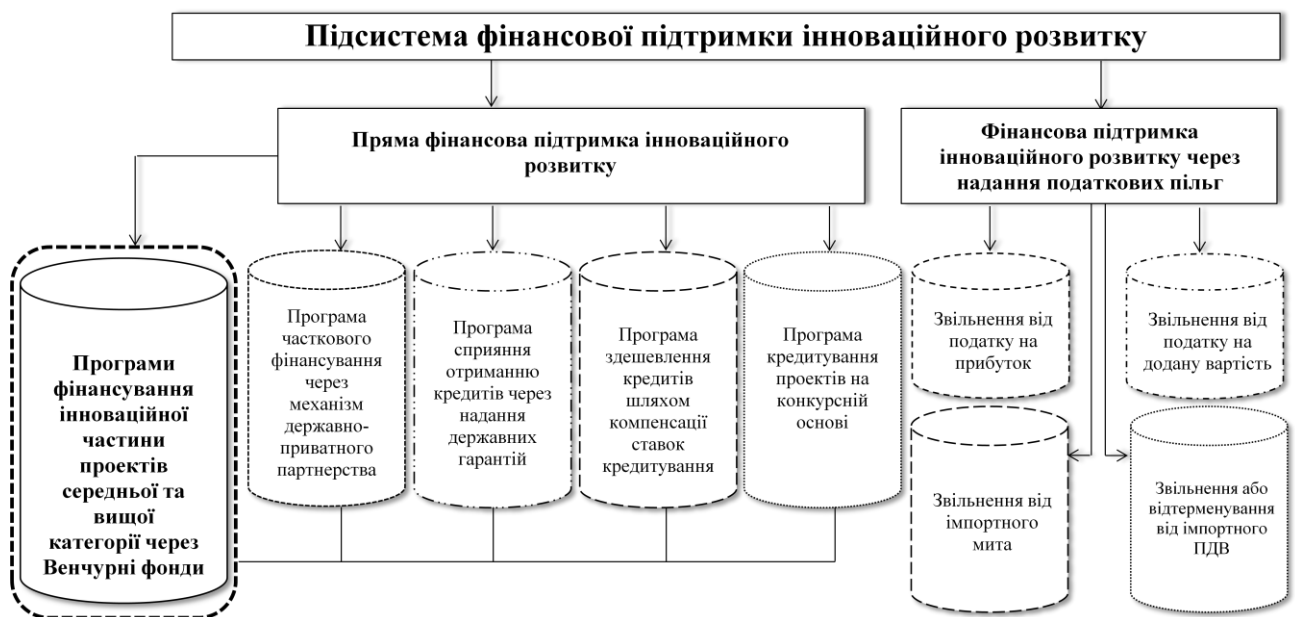 Підсистема фінансової підтримки інноваційного розвитку
Пряма фінансова підтримка інноваційного
розвитку
Фінансова підтримка
інноваційного розвитку через
надання податкових пільг
Програми
фінансування
інноваційної
частини
проектів
середньої та
вищої
категорії через
Венчурні фонди
Програма
часткового
фінансування
через
механізм
державно-
приватного
партнерства
Програма
сприяння
отриманню
кредитів через
надання
державних
гарантій
Програма
здешевлення
кредитів
шляхом
компенсації
ставок
кредитування
Програма
кредитування
проектів на
конкурсній
основі
Звільнення від
податку на
прибуток
Звільнення від
податку на
додану вартість
Звільнення від
імпортного
мита
Звільнення або
відтерменування
від імпортного
ПДВ